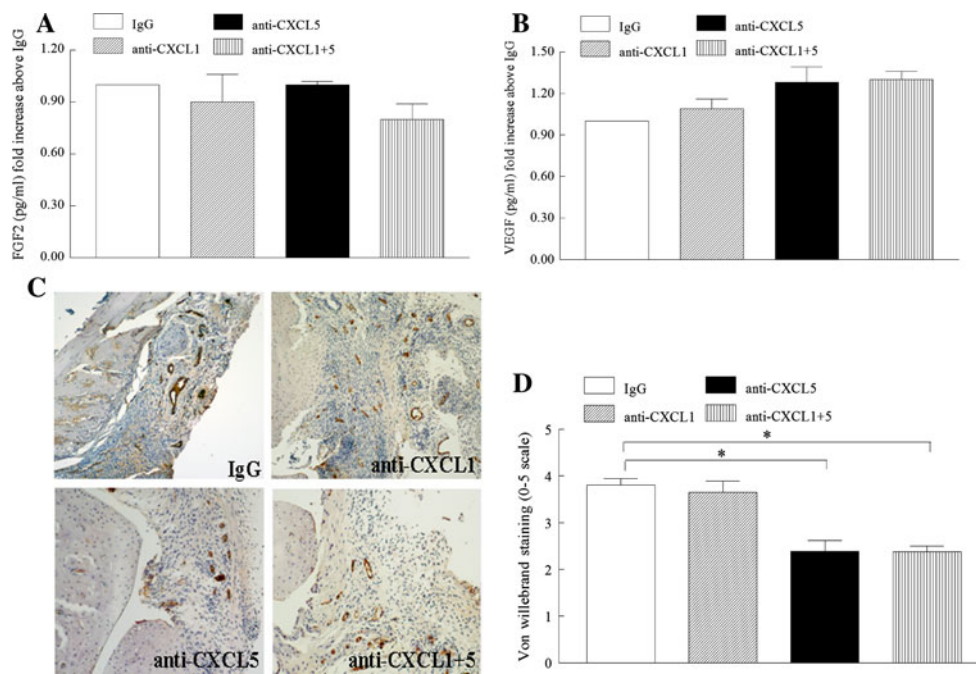 A
IgG
anti-CXCL5
anti-CXCL1
anti-CXCL1+5
FGF2 (pg/ml) fold increase above IgG
1.20
0.90
0.60
0.30
0.00
B
IgG
anti-CXCL5
anti-CXCL1
anti-CXCL1+5
VEGF (pg/ml) fold increase above IgG
1.50
1.20
0.90
0.60
0.30
0.00
C
IgG
anti-CXCL1
anti-CXCL5
anti-CXCL1+5
D
IgG
anti-CXCL5
anti-CXCL1
anti-CXCL1+5
Von willebrand staining (0-5 scale)
5
4
3
2
1
0
*
*